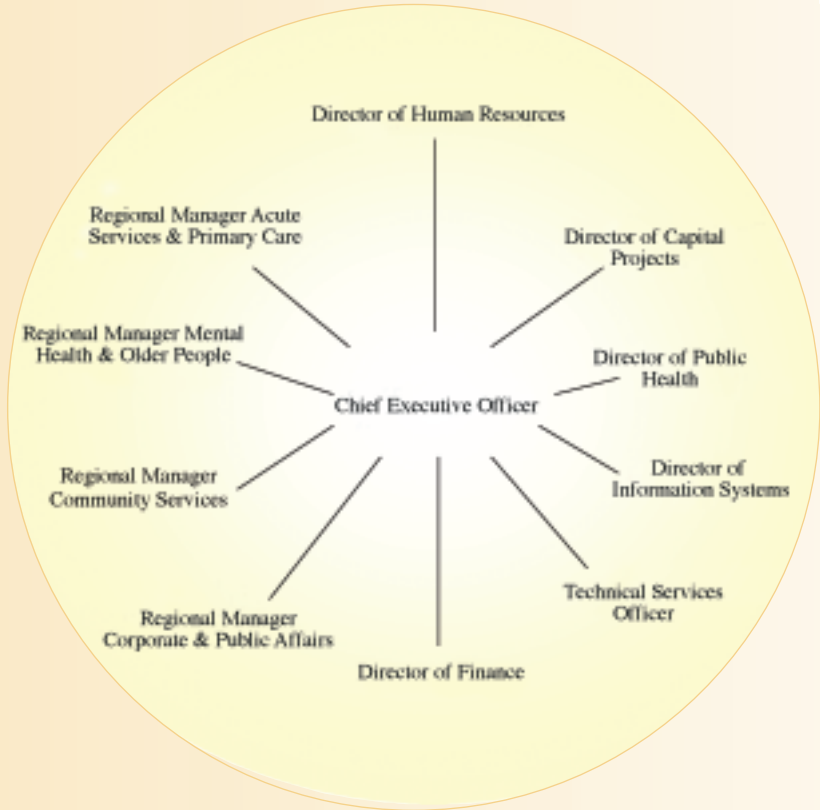 Director of Human Resources
Regional Manager Acute
Services & Primary Care
Director of Capital
Projects
Regional Manager Mental
Health & Older People
Director of Public
Health
Chief Executive Officer
Regional Manager
Community Services
Director of
Information Systems
Technical Services
Officer
Regional Manager
Corporate & Public Affairs
Director of Finance